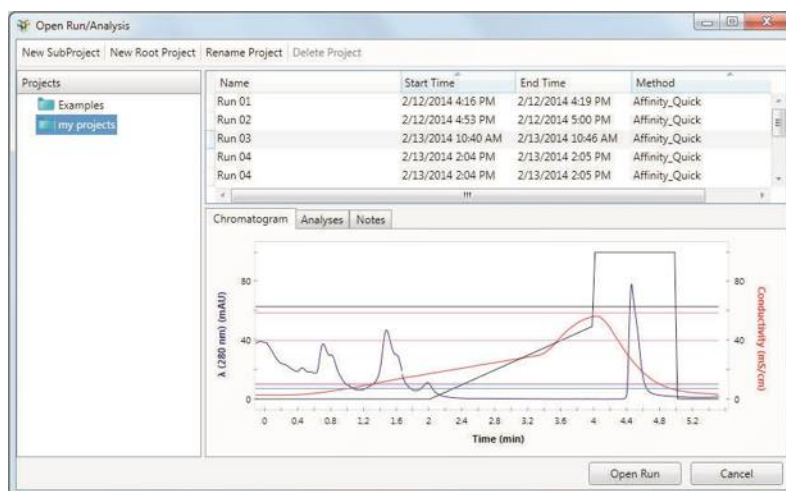 Open Run/Analysis
New SubProject New Root Project Rename Project Delete Project
Projects
Examples
my projects
Name Start Time End Time Method
Run 01 2/12/2014 4:16 PM 2/12/2014 4:19 PM Affinity_Quick
Run 02 2/12/2014 4:53 PM 2/12/2014 5:00 PM Affinity_Quick
Run 03 2/13/2014 10:40 AM 2/13/2014 10:46 AM Affinity_Quick
Run 04 2/13/2014 2:04 PM 2/13/2014 2:05 PM Affinity_Quick
Run 04 2/13/2014 2:04 PM 2/13/2014 2:05 PM Affinity_Quick
Chromatogram Analyses Notes
λ (280 nm) (mAU)
80
40
0
80
40
0
Conductivity (mS/cm)
0 0.4 0.8 1.2 1.6 2 2.4 2.8 3.2 3.6 4 4.4 4.8 5.2
Time (min)
Open Run Cancel